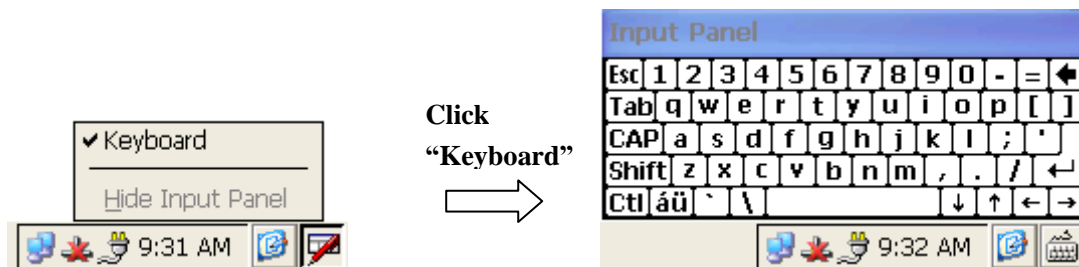 Keyboard
Hide Input Panel
9:31 AM
Click
“Keyboard”
Input Panel
Esc 1 2 3 4 5 6 7 8 9 0 - =
Tab q w e r t y u i o p [ ]
CAP a s d f g h j k l ; '
Shift z x c v b n m , . /
Ctl áü ` \ ↓ ↑ ← →
9:32 AM